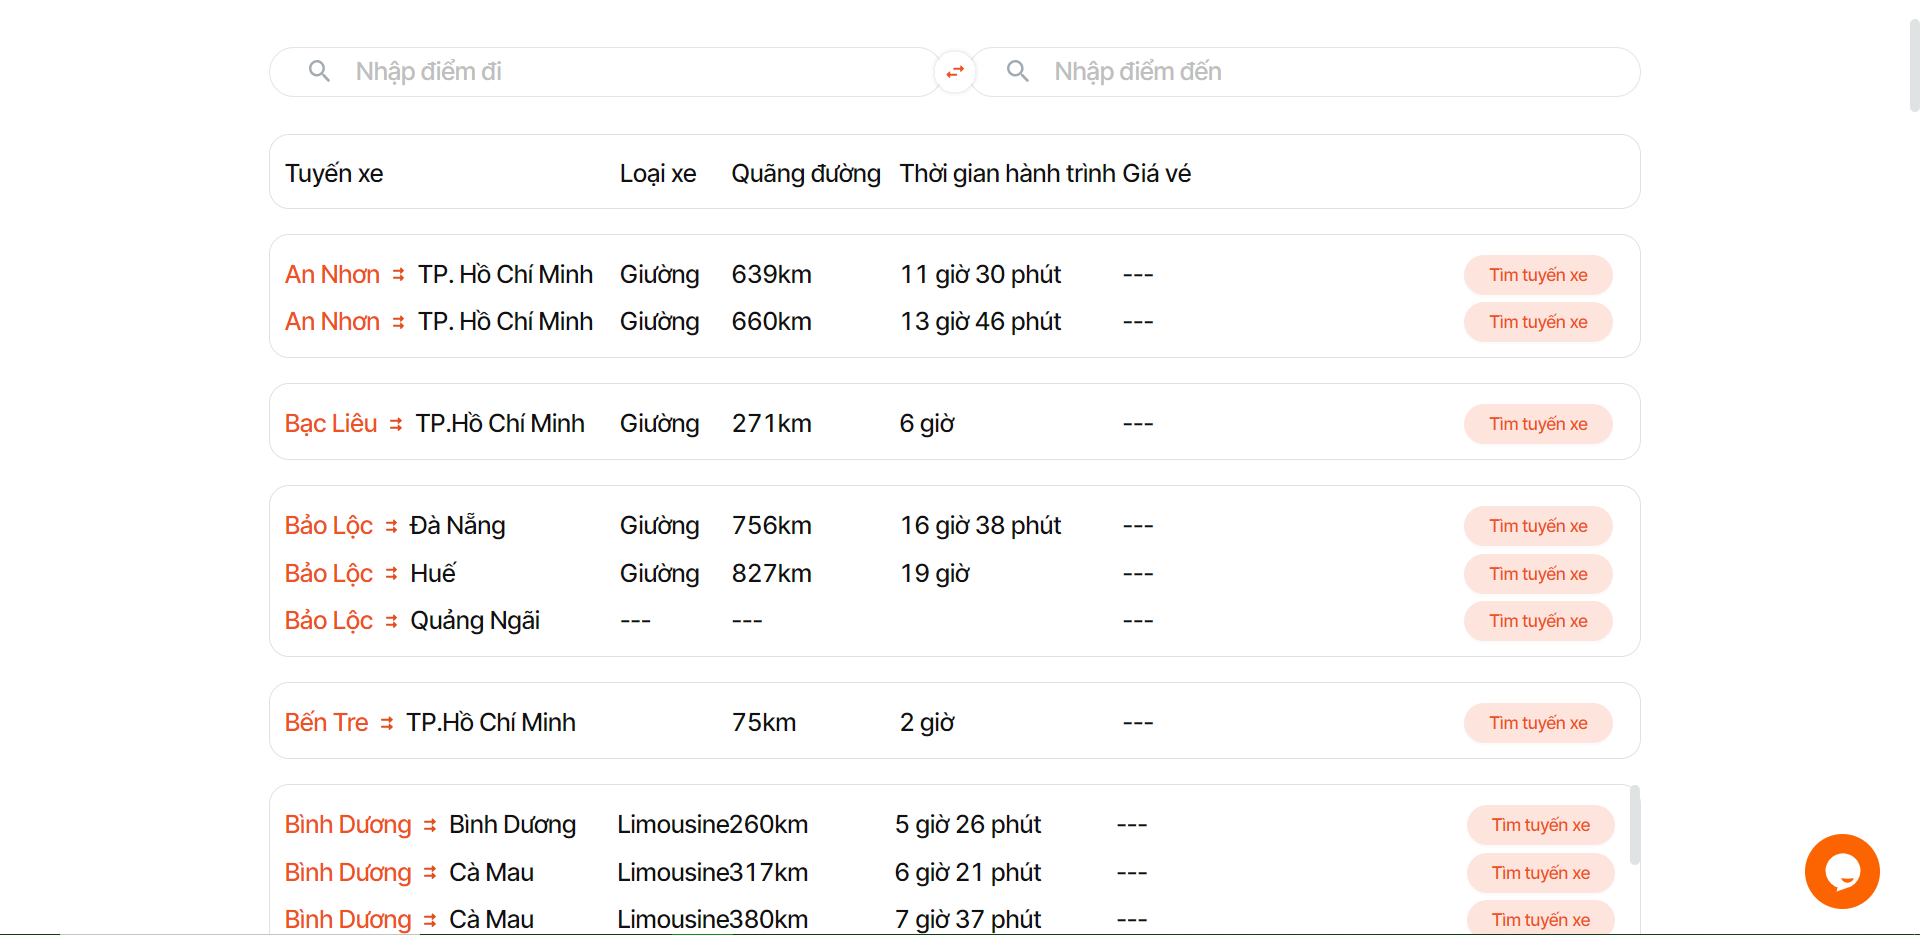 Nhập điểm đi Nhập điểm đến
Tuyến xe Loại xe Quãng đường Thời gian hành trình Giá vé
An Nhơn TP. Hồ Chí Minh Giường 639km 11 giờ 30 phút --- Tìm tuyến xe
An Nhơn TP. Hồ Chí Minh Giường 660km 13 giờ 46 phút --- Tìm tuyến xe
Bạc Liêu TP.Hồ Chí Minh Giường 271km 6 giờ --- Tìm tuyến xe
Bảo Lộc Đà Nẵng Giường 756km 16 giờ 38 phút --- Tìm tuyến xe
Bảo Lộc Huế Giường 827km 19 giờ --- Tìm tuyến xe
Bảo Lộc Quảng Ngãi --- --- --- Tìm tuyến xe
Bến Tre TP.Hồ Chí Minh 75km 2 giờ --- Tìm tuyến xe
Bình Dương Bình Dương Limousine 260km 5 giờ 26 phút --- Tìm tuyến xe
Bình Dương Cà Mau Limousine 317km 6 giờ 21 phút --- Tìm tuyến xe
Bình Dương Cà Mau Limousine 380km 7 giờ 37 phút --- Tìm tuyến xe